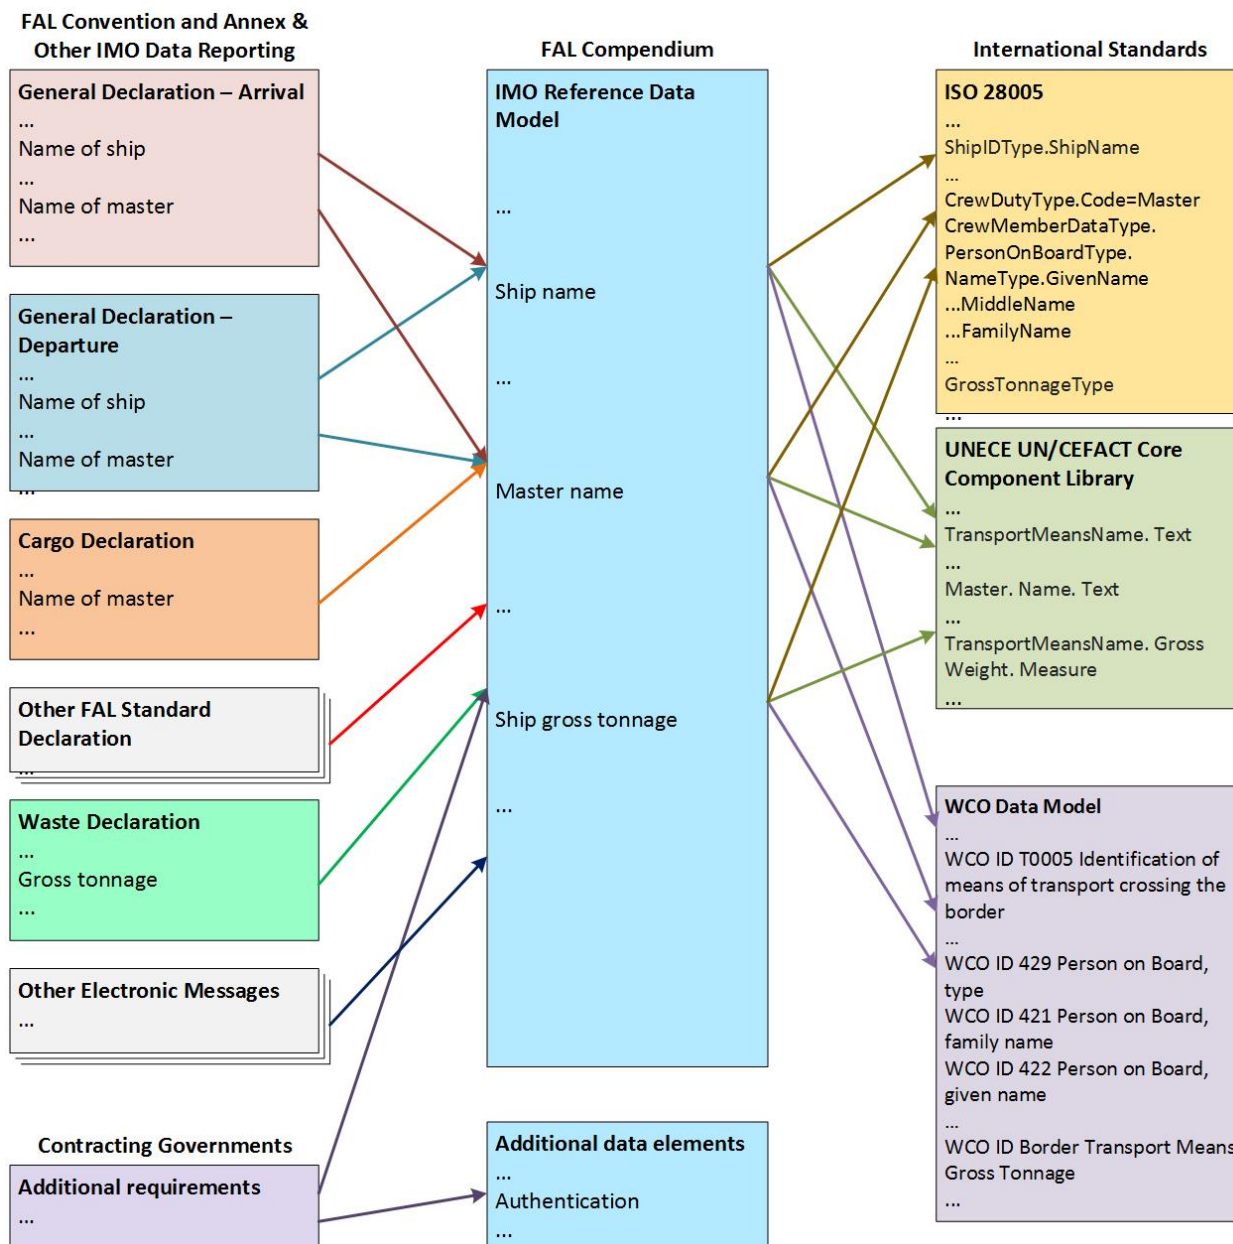 FAL Convention and Annex &
Other IMO Data Reporting
General Declaration – Arrival
...
Name of ship
...
Name of master
...
General Declaration –
Departure
...
Name of ship
...
Name of master
...
Cargo Declaration
...
Name of master
...
Other FAL Standard
Declaration
...
Waste Declaration
...
Gross tonnage
...
Other Electronic Messages
...
Contracting Governments
Additional requirements
...
FAL Compendium
IMO Reference Data
Model
...
Ship name
...
Master name
...
Ship gross tonnage
...
Additional data elements
...
Authentication
...
International Standards
ISO 28005
...
ShipIDType.ShipName
...
CrewDutyType.Code=Master
CrewMemberDataType.
PersonOnBoardType.
NameType.GivenName
...MiddleName
...FamilyName
...
GrossTonnageType
...
UNECE UN/CEFACT Core
Component Library
...
TransportMeansName. Text
...
Master. Name. Text
...
TransportMeansName. Gross
Weight. Measure
...
WCO Data Model
...
WCO ID T0005 Identification of
means of transport crossing the
border
...
WCO ID 429 Person on Board,
type
WCO ID 421 Person on Board,
family name
WCO ID 422 Person on Board,
given name
...
WCO ID Border Transport Means
Gross Tonnage
...